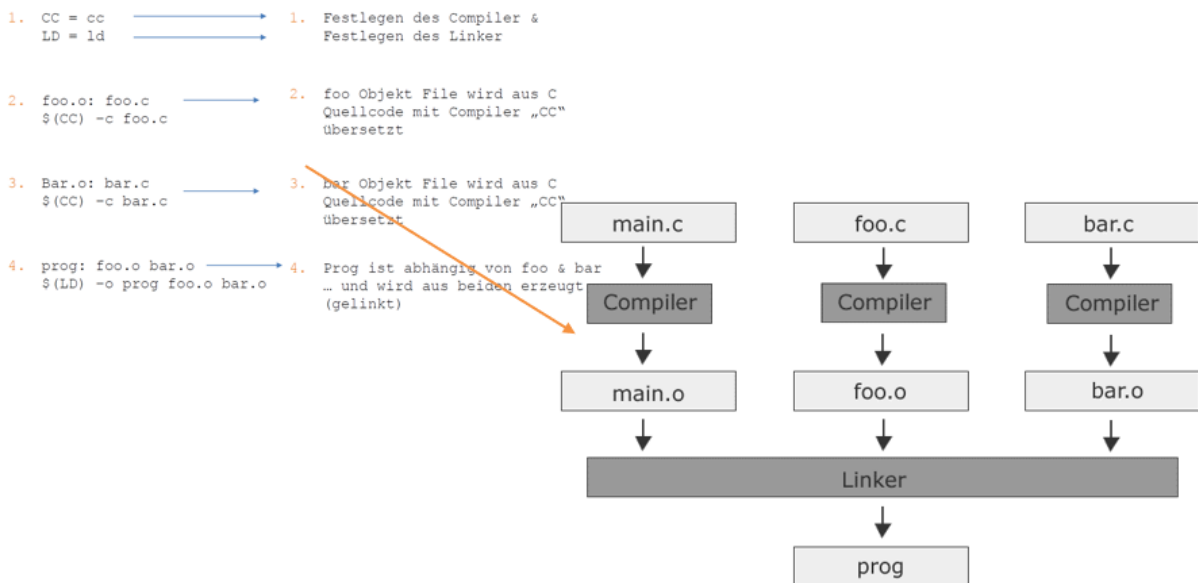 1. CC = cc
LD = ld
1. Festlegen des Compiler &
Festlegen des Linker
2. foo.o: foo.c
$(CC) -c foo.c
2. foo Objekt File wird aus C
Quellcode mit Compiler „CC“
übersetzt
3. Bar.o: bar.c
$(CC) -c bar.c
3. bar Objekt File wird aus C
Quellcode mit Compiler „CC“
übersetzt
4. prog: foo.o bar.o
$(LD) -o prog foo.o bar.o
4. Prog ist abhängig von foo & bar
… und wird aus beiden erzeugt
(gelinkt)
main.c foo.c bar.c
Compiler Compiler Compiler
main.o foo.o bar.o
Linker
prog